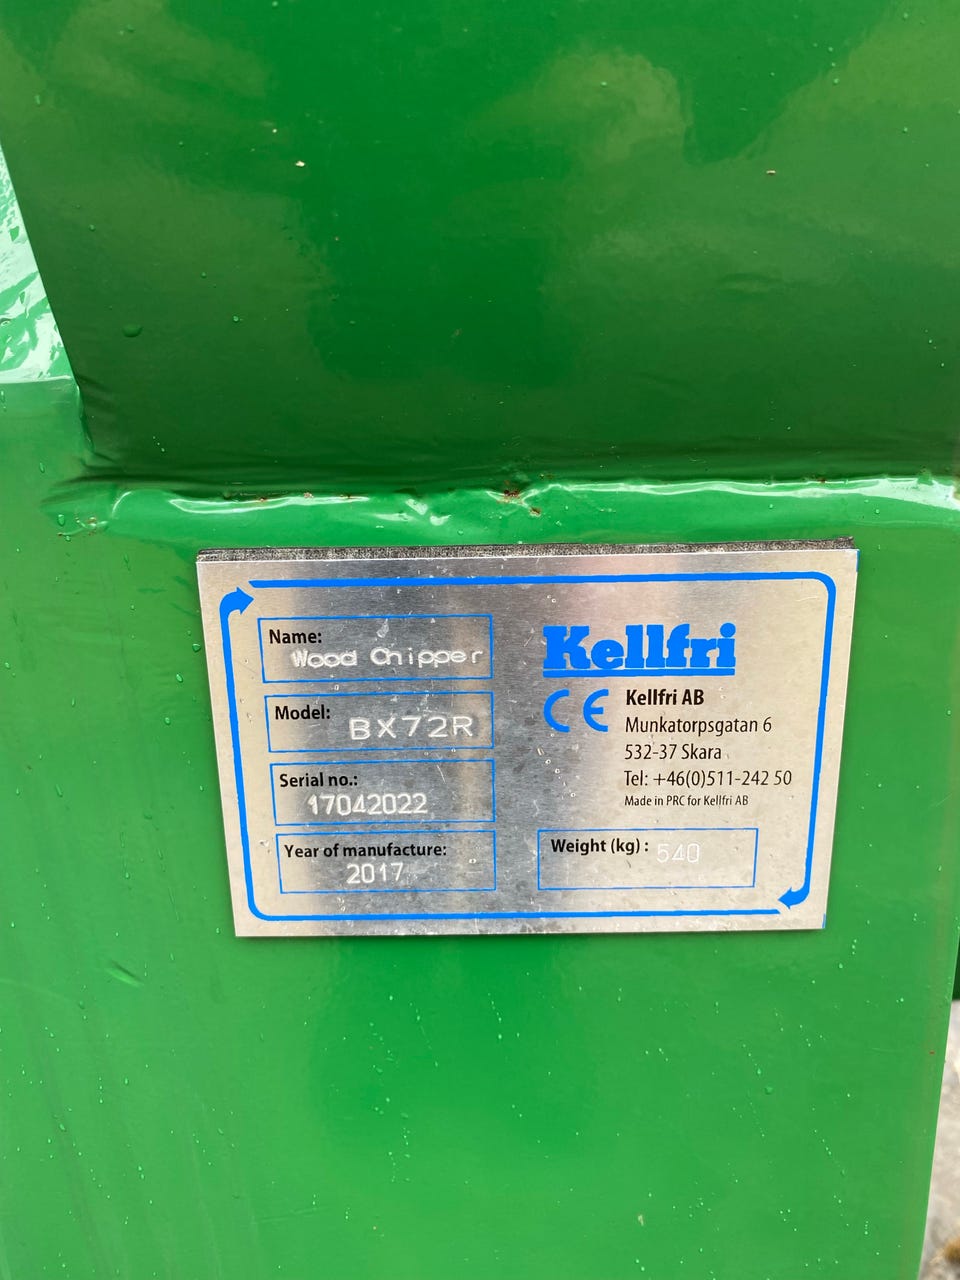 Name:
Wood Chipper
Model:
BX72R
Serial no.:
17042022
Year of manufacture:
2017
Kellfri
CE
Kellfri AB
Munkatorpsgatan 6
532-37 Skara
Tel: +46(0)511-242 50
Made in PRC for Kellfri AB
Weight (kg) : 540